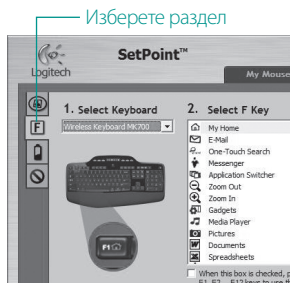 Изберете раздел
Logitech
SetPoint™
My Mouse
1. Select Keyboard
2. Select F Key
Wireless Keyboard MK700
My Home
E-Mail
One-Touch Search
Messenger
Application Switcher
Zoom Out
Zoom In
Gadgets
Media Player
Pictures
Documents
Spreadsheets
F
F1
When this box is checked, p
F1, F2... F12 keys to use th